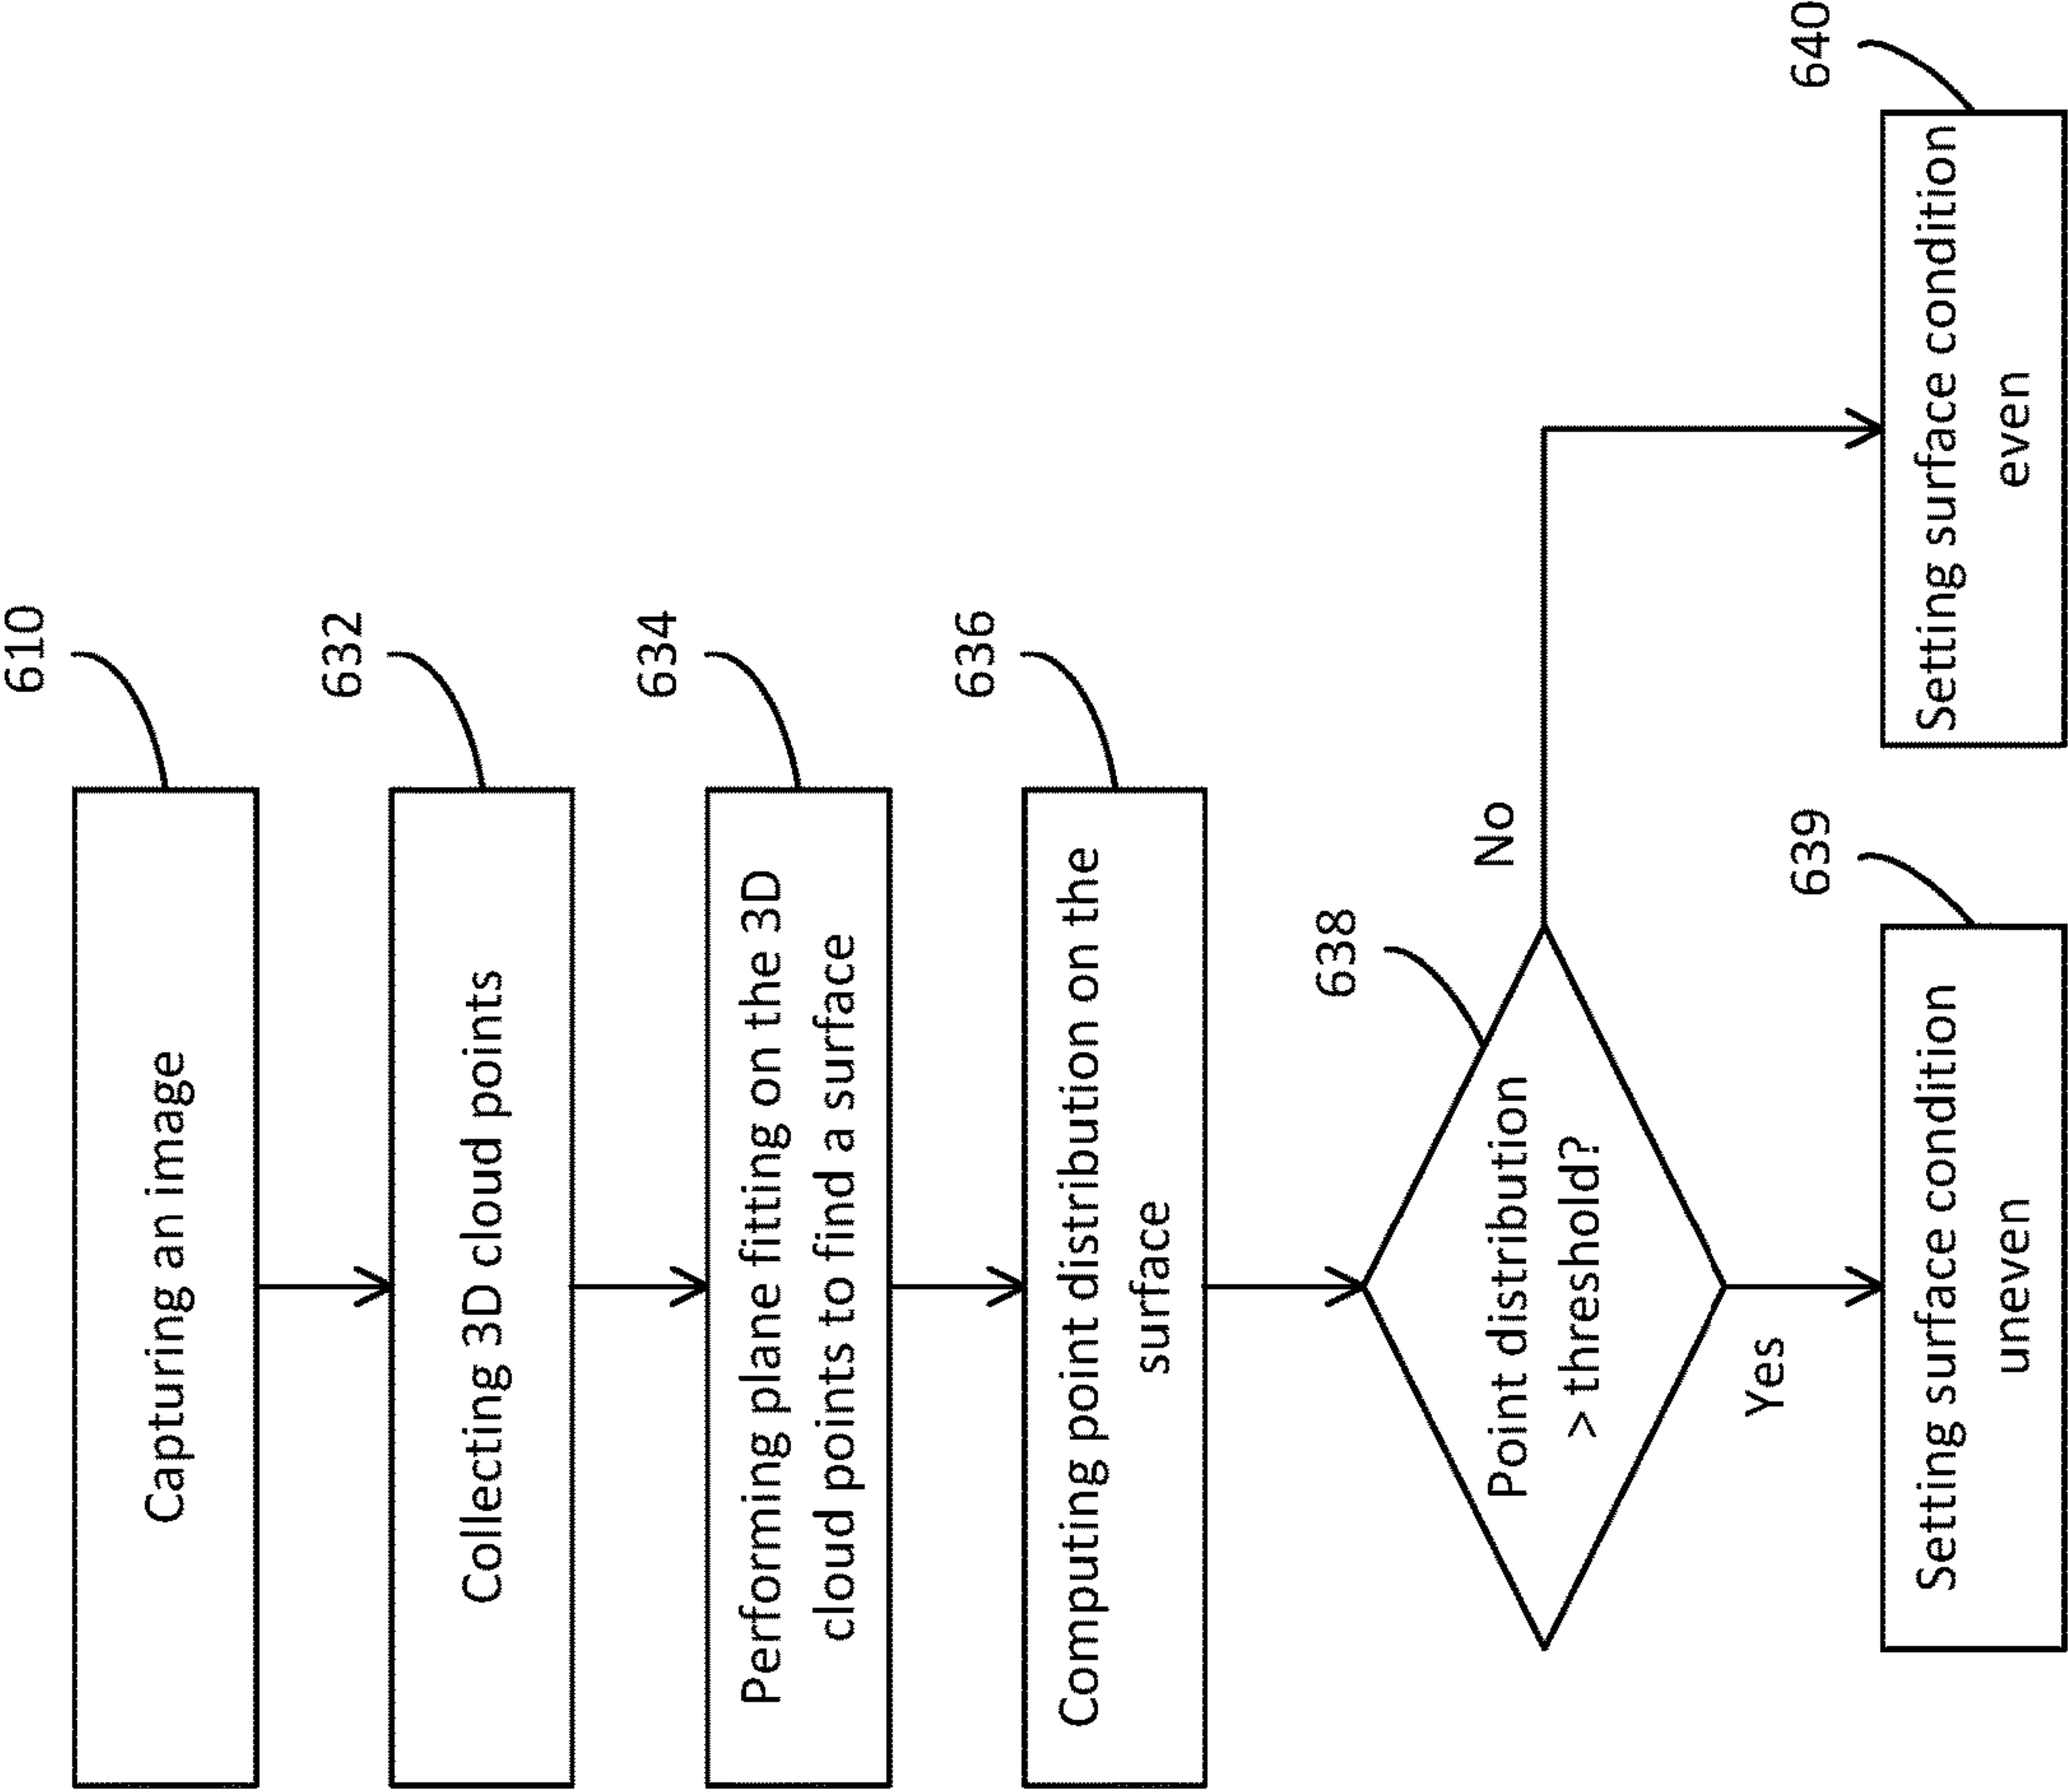 610
Capturing an image
632
Collecting 3D cloud points
634
Performing plane fitting on the 3D
cloud points to find a surface
636
Computing point distribution on the
surface
638
Point distribution
> threshold?
No
Yes
639
Setting surface condition
uneven
640
Setting surface condition
even